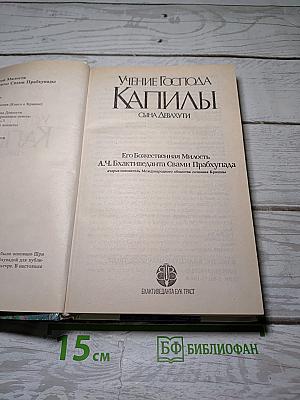 УЧЕНИЕ ГОСПОДА
КАПИЛЫ
СЫНА ДЕВАХУТИ
Его Божественная Милость
А.Ч. Бхактиведанта Свами Прабхупада
ачарья-основатель Международного общества сознания Кришны
БХАКТИВЕДАНТА БУК ТРАСТ
15 см
БФ БИБЛИОФАН